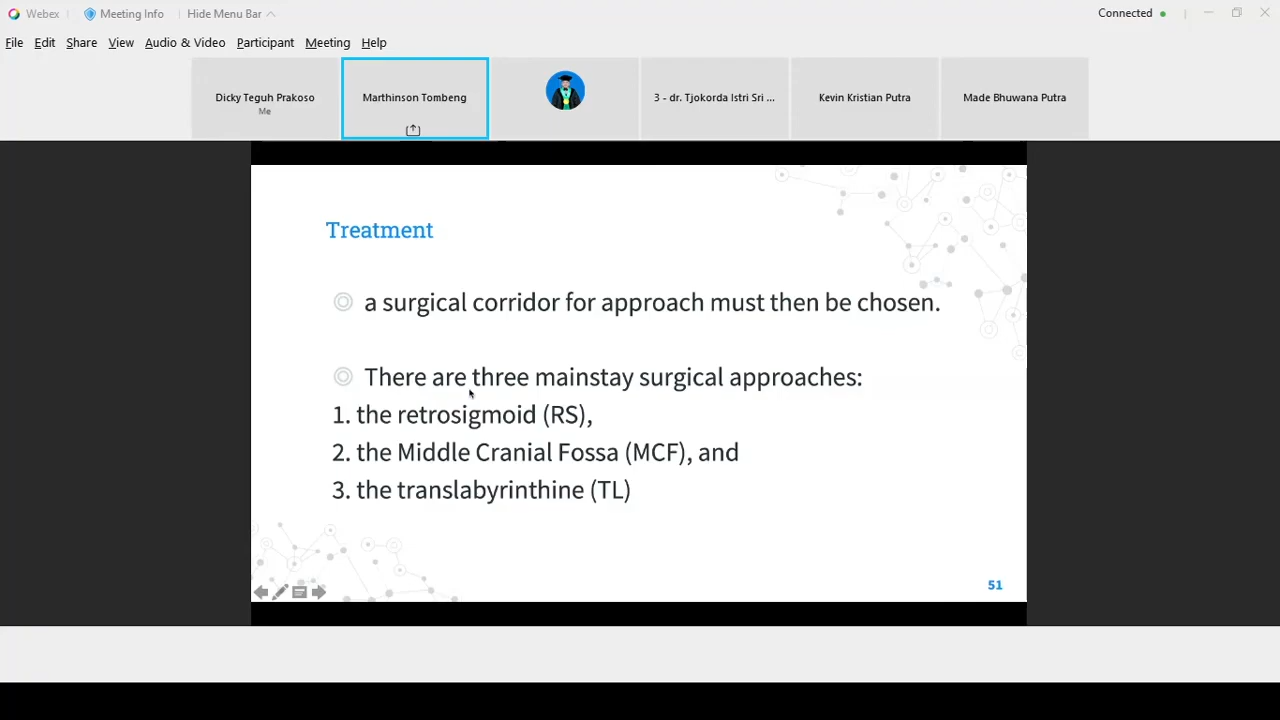 Webex
Meeting Info
Hide Menu Bar
Connected
File Edit Share View Audio & Video Participant Meeting Help
Dicky Teguh Prakoso
Me
Marthinson Tombeng
3 - dr. Tjokorda Istri Sri ...
Kevin Kristian Putra
Made Bhuwana Putra
Treatment
a surgical corridor for approach must then be chosen.
There are three mainstay surgical approaches:
1. the retrosigmoid (RS),
2. the Middle Cranial Fossa (MCF), and
3. the translabyrinthine (TL)
51